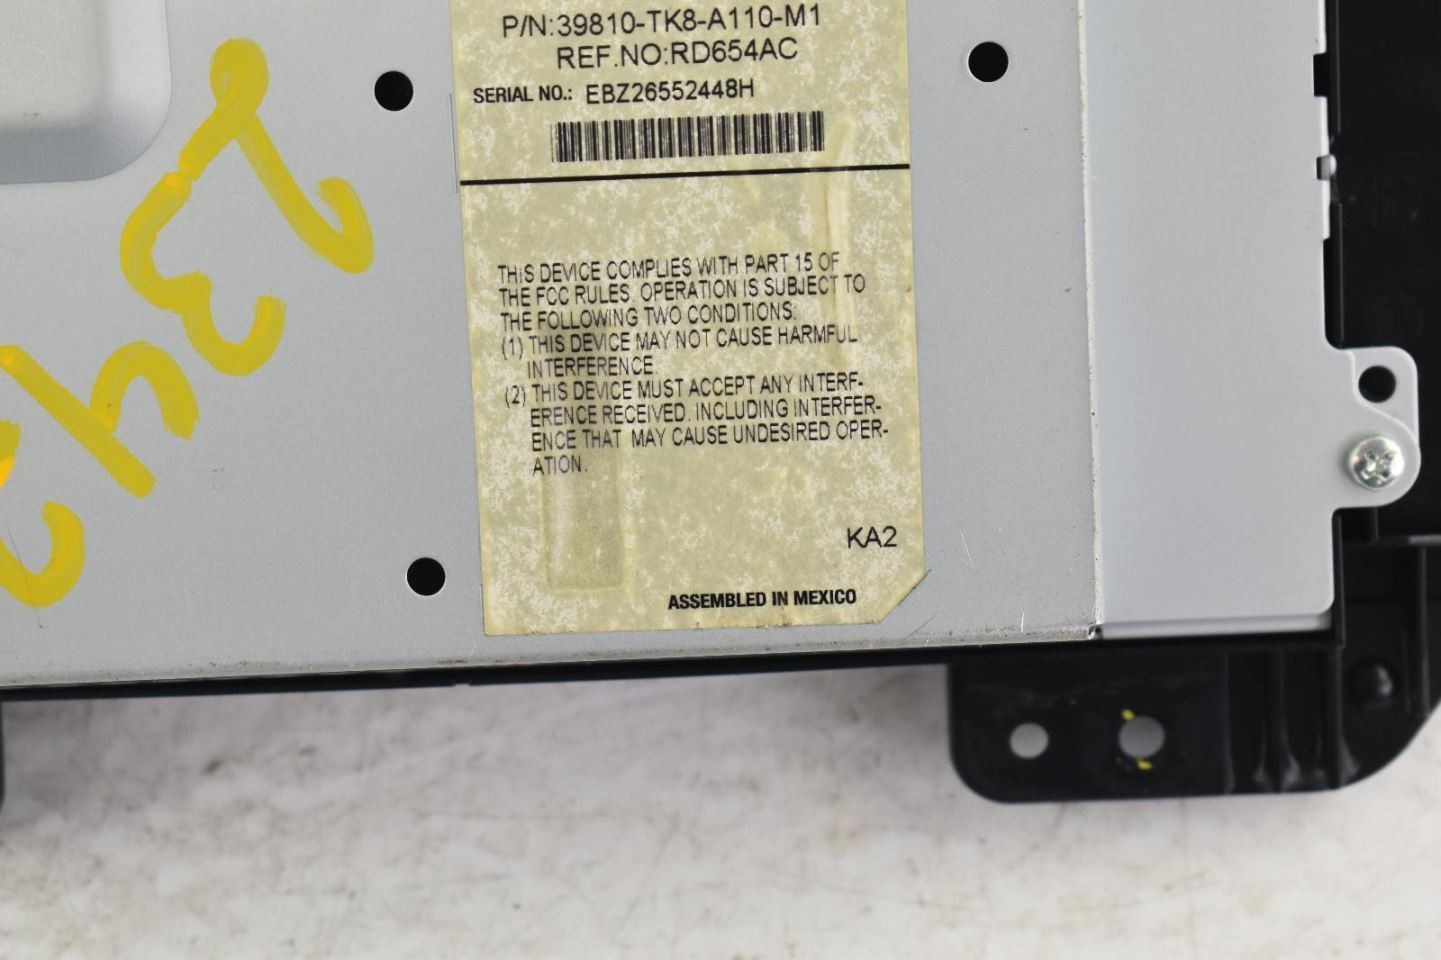 P/N:39810-TK8-A110-M1
REF.NO:RD654AC
SERIAL NO.: EBZ26552448H
THIS DEVICE COMPLIES WITH PART 15 OF
THE FCC RULES. OPERATION IS SUBJECT TO
THE FOLLOWING TWO CONDITIONS:
(1) THIS DEVICE MAY NOT CAUSE HARMFUL
INTERFERENCE.
(2) THIS DEVICE MUST ACCEPT ANY INTERF-
ERENCE RECEIVED. INCLUDING INTERFER-
ENCE THAT MAY CAUSE UNDESIRED OPER-
ATION.
KA2
ASSEMBLED IN MEXICO